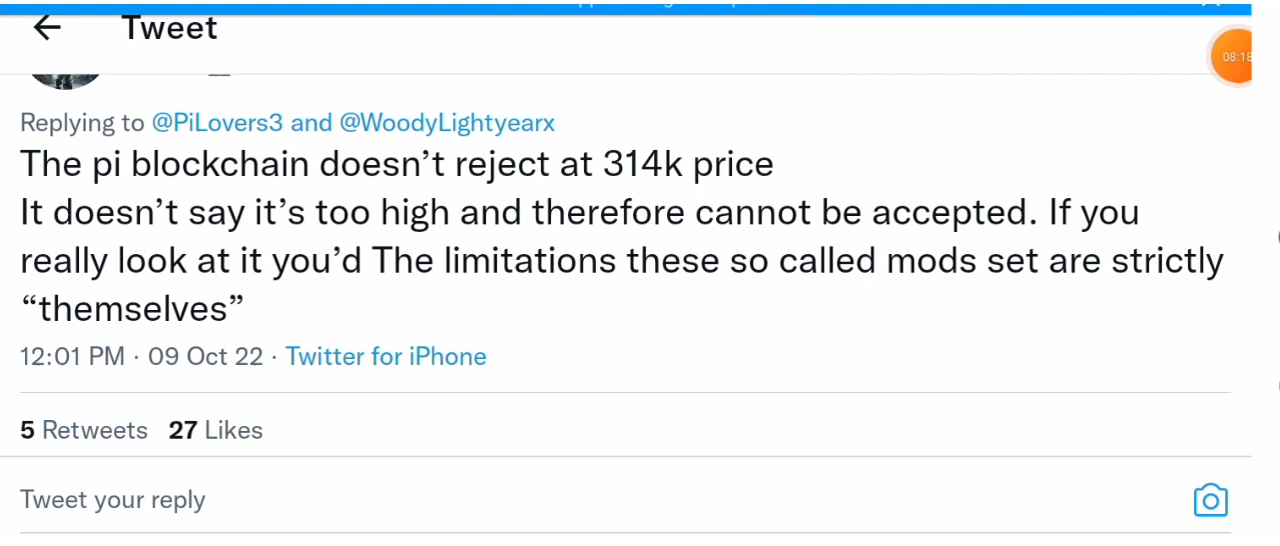 Tweet
08:18
Replying to @PiLovers3 and @WoodyLightyearx
The pi blockchain doesn’t reject at 314k price
It doesn’t say it’s too high and therefore cannot be accepted. If you
really look at it you’d The limitations these so called mods set are strictly
“themselves”
12:01 PM · 09 Oct 22 · Twitter for iPhone
5 Retweets 27 Likes
Tweet your reply